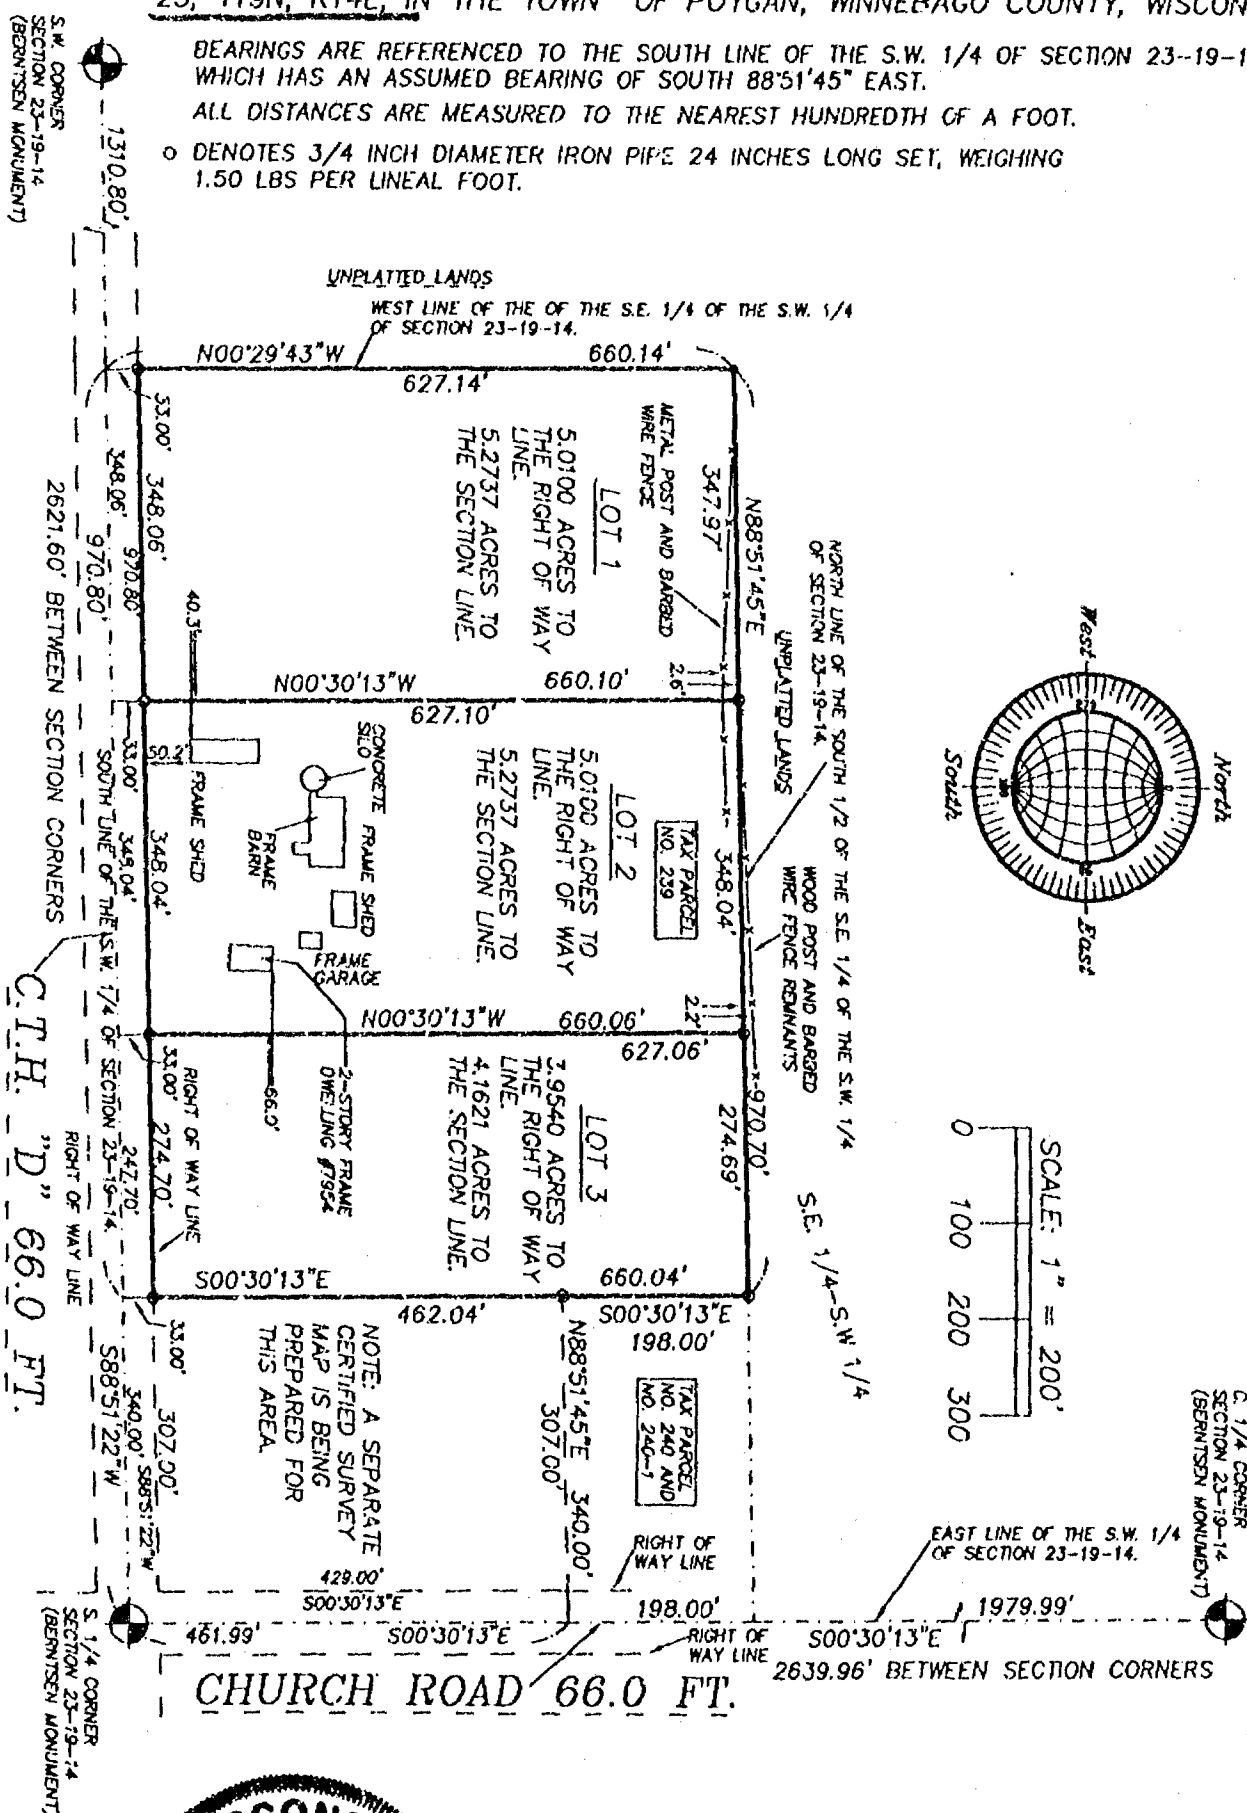 23, T19N, R14E, IN THE TOWN OF POYGAN, WINNEBAGO COUNTY, WISCON
BEARINGS ARE REFERENCED TO THE SOUTH LINE OF THE S.W. 1/4 OF SECTION 23-19-1
WHICH HAS AN ASSUMED BEARING OF SOUTH 88°51'45" EAST.
ALL DISTANCES ARE MEASURED TO THE NEAREST HUNDREDTH OF A FOOT.
o DENOTES 3/4 INCH DIAMETER IRON PIPE 24 INCHES LONG SET, WEIGHING
1.50 LBS PER LINEAL FOOT.
S.W. CORNER
SECTION 23-19-14
(BERNTSEN MONUMENT)
1310.80'
UNPLATTED LANDS
WEST LINE OF THE OF THE S.E. 1/4 OF THE S.W. 1/4
OF SECTION 23-19-14.
N00°29'43"W
660.14'
627.14'
33.00'
348.06'
348.06'
970.80'
970.80'
2621.60' BETWEEN SECTION CORNERS
METAL POST AND BARBED
WIRE FENCE
347.97'
N88°51'45"E
LOT 1
5.0100 ACRES TO
THE RIGHT OF WAY
LINE.
5.2737 ACRES TO
THE SECTION LINE.
NORTH LINE OF THE SOUTH 1/2 OF THE S.E. 1/4 OF THE S.W. 1/4
OF SECTION 23-19-14.
UNPLATTED LANDS
West
North
South
East
40.3'
2.6'
N00°30'13"W
660.10'
627.10'
33.00'
50.2'
FRAME SHED
CONCRETE
SILO
FRAME
BARN
FRAME SHED
FRAME
GARAGE
LOT 2
5.0100 ACRES TO
THE RIGHT OF WAY
LINE.
5.2737 ACRES TO
THE SECTION LINE.
TAX PARCEL
NO. 239
348.04'
WOOD POST AND BARBED
WIRE FENCE REMNANTS
348.04'
348.04'
SOUTH LINE OF THE S.W. 1/4 OF SECTION 23-19-14.
2.2'
N00°30'13"W
660.06'
627.06'
33.00'
66.0'
2-STORY FRAME
DWELLING #7954
LOT 3
3.9540 ACRES TO
THE RIGHT OF WAY
LINE.
4.1621 ACRES TO
THE SECTION LINE.
970.70'
274.69'
S.E. 1/4-S.W 1/4
RIGHT OF WAY LINE
274.70'
247.70'
RIGHT OF WAY LINE
C.T.H. "D" 66.0 FT.
SCALE: 1" = 200'
0 100 200 300
S00°30'13"E
660.04'
462.04'
S00°30'13"E
198.00'
33.00'
307.00'
340.00' S88°51'22"W
S88°51'22"W
NOTE: A SEPARATE
CERTIFIED SURVEY
MAP IS BEING
PREPARED FOR
THIS AREA.
N88°51'45"E 340.00'
307.00'
TAX PARCEL
NO. 240 AND
NO. 240-1
C. 1/4 CORNER
SECTION 23-19-14
(BERNTSEN MONUMENT)
RIGHT OF
WAY LINE
EAST LINE OF THE S.W. 1/4
OF SECTION 23-19-14.
429.00'
S00°30'13"E
198.00'
1979.99'
461.99'
S00°30'13"E
RIGHT OF
WAY LINE
S00°30'13"E
2639.96' BETWEEN SECTION CORNERS
CHURCH ROAD 66.0 FT.
S. 1/4 CORNER
SECTION 23-19-14
(BERNTSEN MONUMENT)